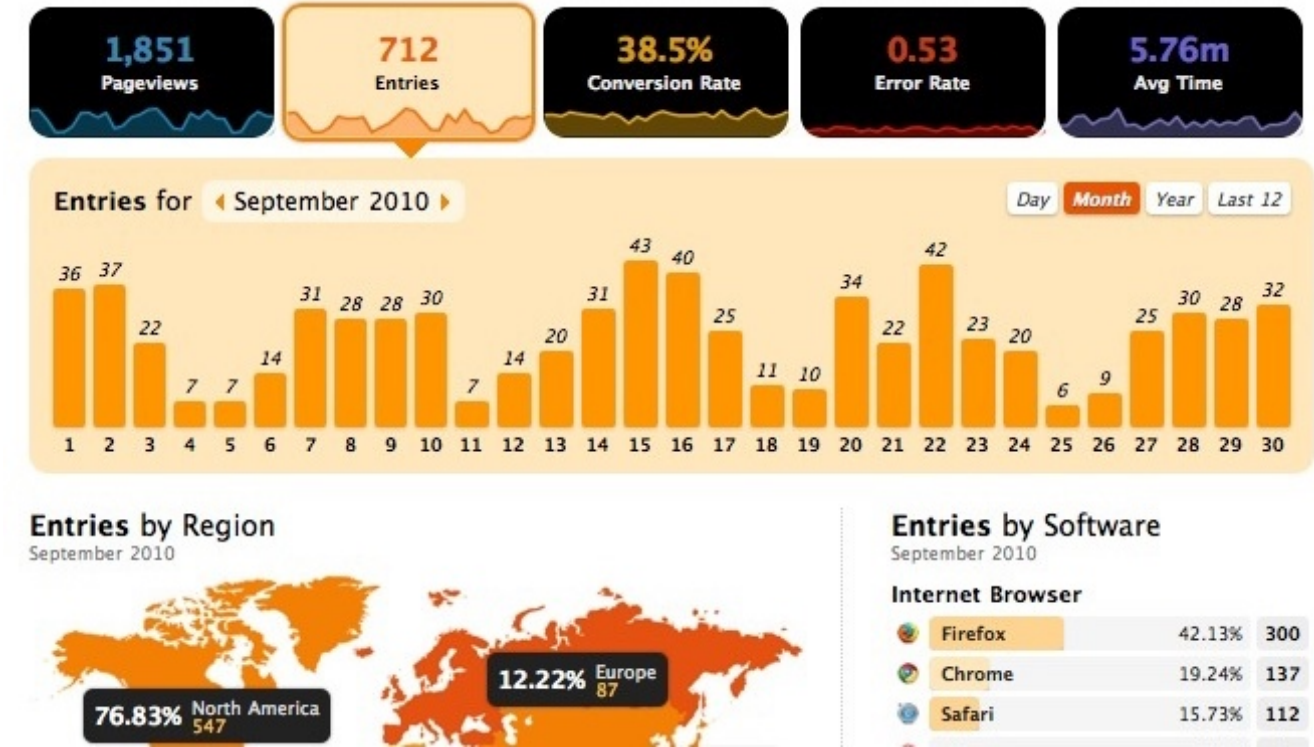 1,851
Pageviews
712
Entries
38.5%
Conversion Rate
0.53
Error Rate
5.76m
Avg Time
Entries for September 2010
Day Month Year Last 12
36 37 22 7 7 14 31 28 28 30 7 14 20 31 43 40 25 11 10 34 22 42 23 20 6 9 25 30 28 32
1 2 3 4 5 6 7 8 9 10 11 12 13 14 15 16 17 18 19 20 21 22 23 24 25 26 27 28 29 30
Entries by Region
September 2010
76.83% North America
547
12.22% Europe
87
Entries by Software
September 2010
Internet Browser
Firefox 42.13% 300
Chrome 19.24% 137
Safari 15.73% 112